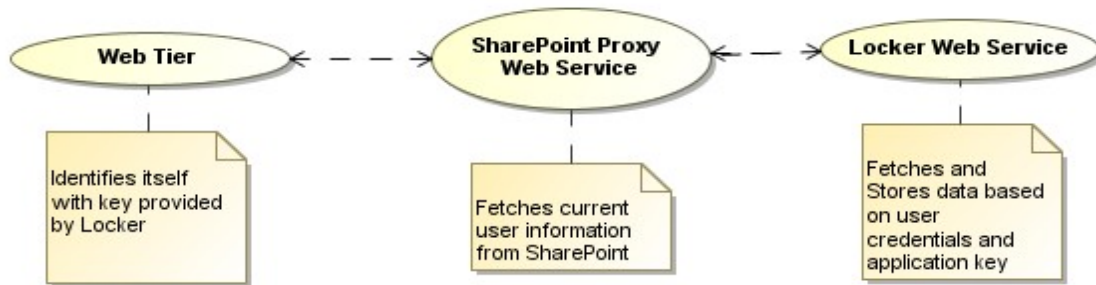 Web Tier
SharePoint Proxy
Web Service
Locker Web Service
Identifies itself
with key provided
by Locker
Fetches current
user information
from SharePoint
Fetches and
Stores data based
on user
credentials and
application key